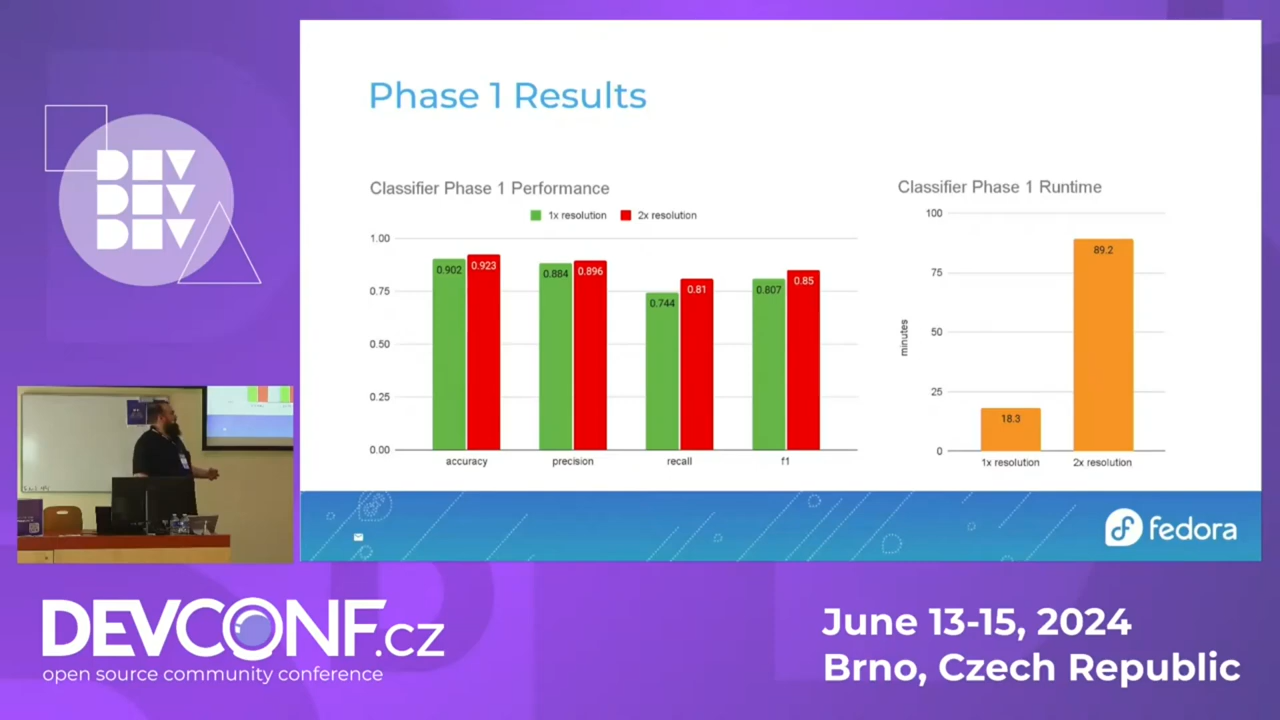 DEV
DEV
DEV
Phase 1 Results
Classifier Phase 1 Performance
1x resolution
2x resolution
1.00
0.75
0.50
0.25
0.00
0.902
0.923
0.884
0.896
0.744
0.81
0.807
0.85
accuracy
precision
recall
f1
Classifier Phase 1 Runtime
100
75
50
25
0
minutes
18.3
89.2
1x resolution
2x resolution
fedora
DEVCONF.cz
open source community conference
June 13-15, 2024
Brno, Czech Republic